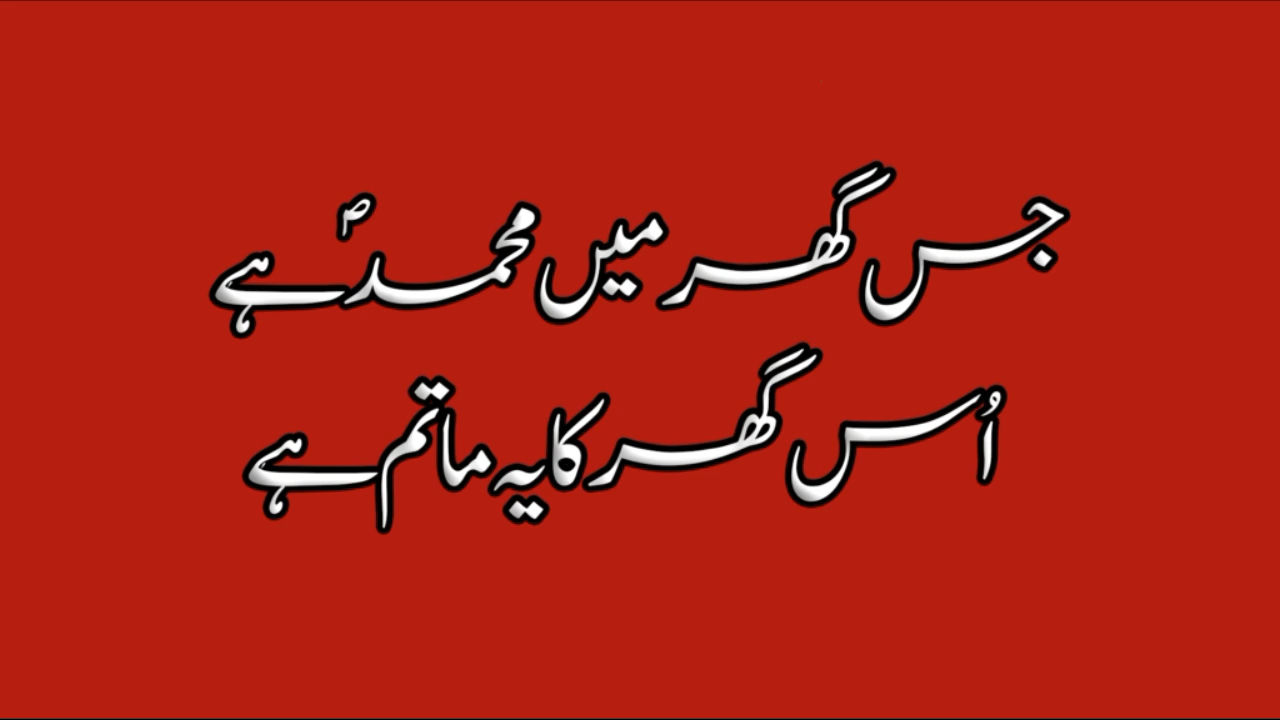 جس گھر میں محمدؐ ہے
اُس گھر کا یہ ماتم ہے